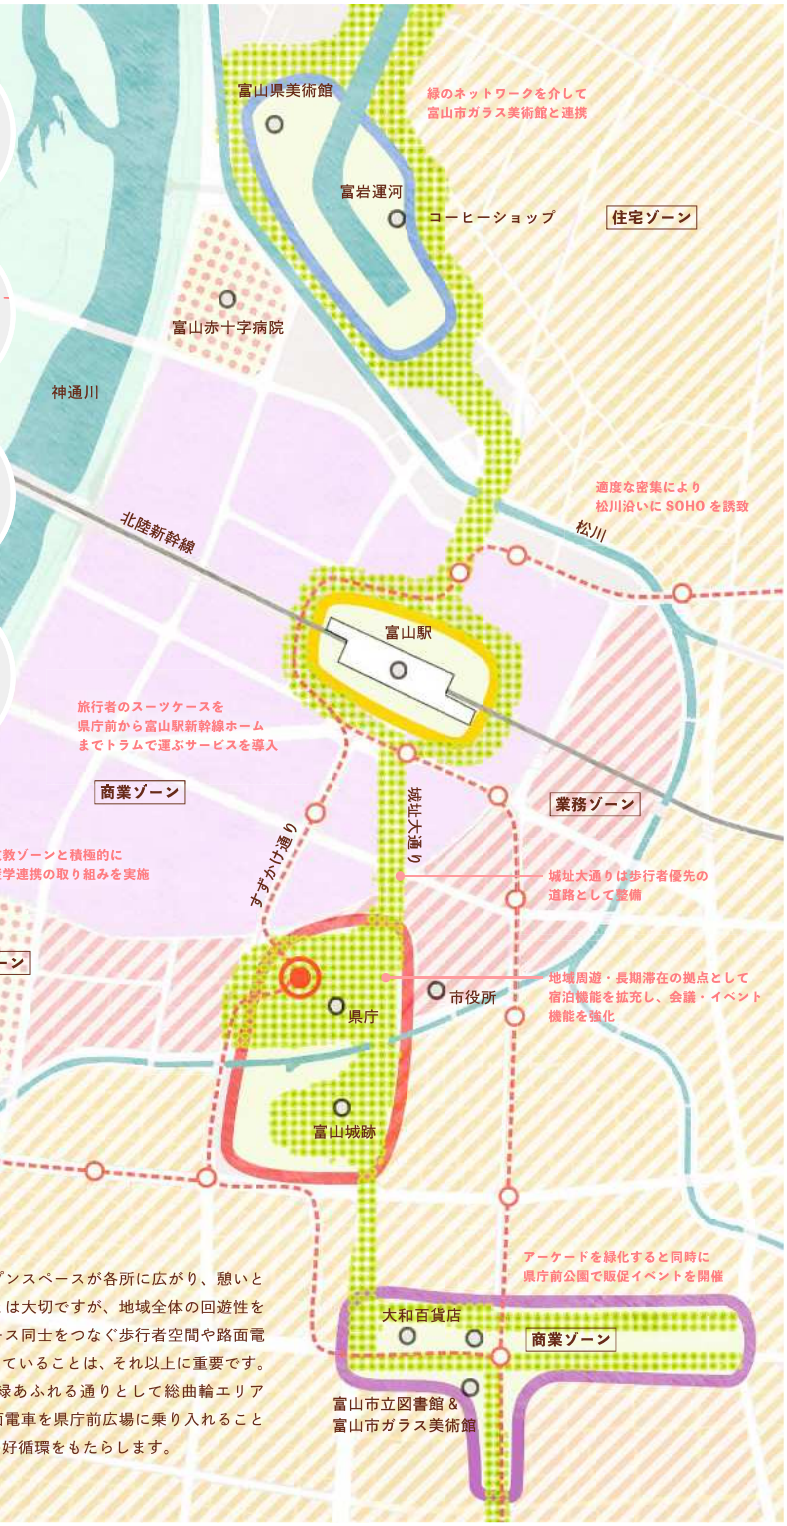 富山県美術館
緑のネットワークを介して
富山市ガラス美術館と連携
富岩運河
コーヒーショップ
住宅ゾーン
富山赤十字病院
神通川
適度な密集により
松川沿いに SOHO を誘致
北陸新幹線
松川
富山駅
旅行者のスーツケースを
県庁前から富山駅新幹線ホーム
までトラムで運ぶサービスを導入
商業ゾーン
業務ゾーン
城址大通り
すずかけ通り
教ゾーンと積極的に
学連携の取り組みを実施
城址大通りは歩行者優先の
道路として整備
ーン
地域周遊・長期滞在の拠点として
宿泊機能を拡充し、会議・イベント
機能を強化
市役所
県庁
富山城跡
アーケードを緑化すると同時に
県庁前公園で販促イベントを開催
プンスペースが各所に広がり、憩いと
は大切ですが、地域全体の回遊性を
ース同士をつなぐ歩行者空間や路面電
ていることは、それ以上に重要です。
緑あふれる通りとして総曲輪エリア
面電車を県庁前広場に乗り入れること
好循環をもたらします。
大和百貨店
商業ゾーン
富山市立図書館 &
富山市ガラス美術館